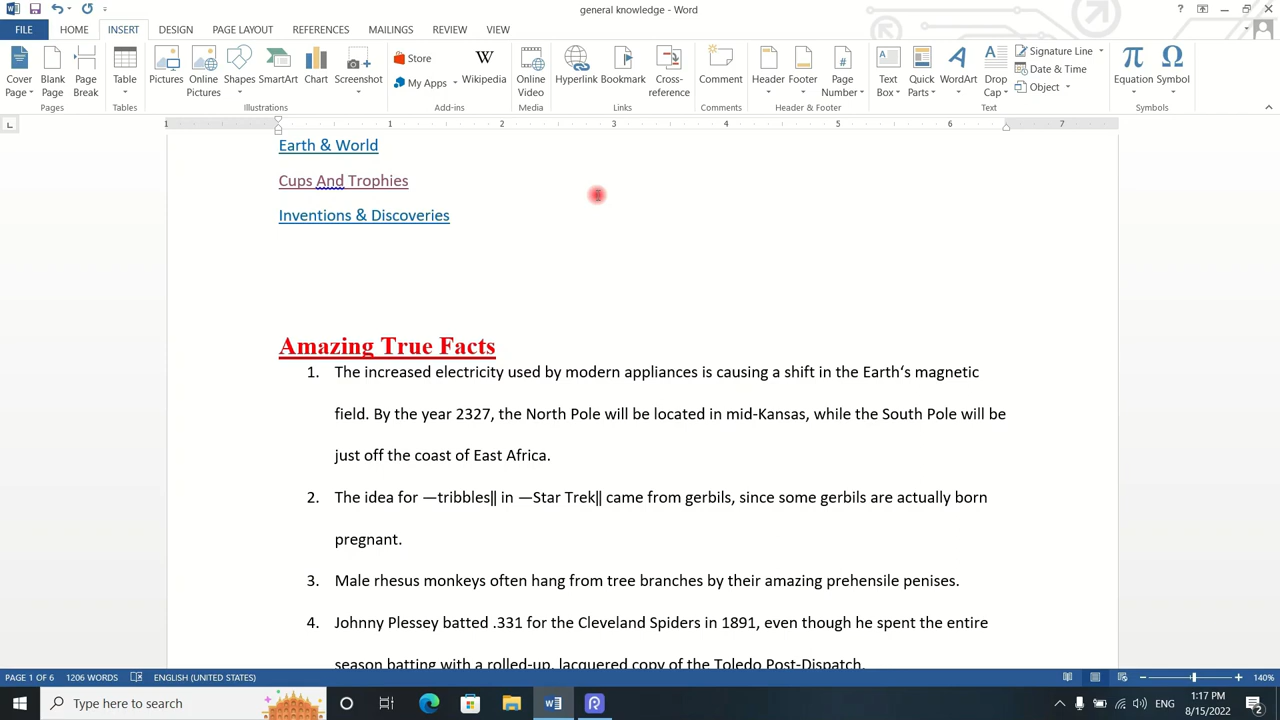 general knowledge - Word
FILE HOME INSERT DESIGN PAGE LAYOUT REFERENCES MAILINGS REVIEW VIEW
Cover Page
Blank Page
Page Break
Pages
Table
Tables
Pictures
Online Pictures
Shapes
SmartArt
Chart
Screenshot
Illustrations
Store
My Apps
Wikipedia
Add-ins
Online Video
Media
Hyperlink
Bookmark
Cross-reference
Links
Comment
Comments
Header
Footer
Page Number
Header & Footer
Text Box
Quick Parts
WordArt
Drop Cap
Signature Line
Date & Time
Object
Text
Equation
Symbol
Symbols
1 1 2 3 4 5 6 7
Earth & World
Cups And Trophies
Inventions & Discoveries
Amazing True Facts
1. The increased electricity used by modern appliances is causing a shift in the Earth‘s magnetic
field. By the year 2327, the North Pole will be located in mid-Kansas, while the South Pole will be
just off the coast of East Africa.
2. The idea for ―tribbles‖ in ―Star Trek‖ came from gerbils, since some gerbils are actually born
pregnant.
3. Male rhesus monkeys often hang from tree branches by their amazing prehensile penises.
4. Johnny Plessey batted .331 for the Cleveland Spiders in 1891, even though he spent the entire
season batting with a rolled-up, lacquered copy of the Toledo Post-Dispatch.
PAGE 1 OF 6 1206 WORDS ENGLISH (UNITED STATES) 140%
Type here to search
ENG
1:17 PM
8/15/2022
2